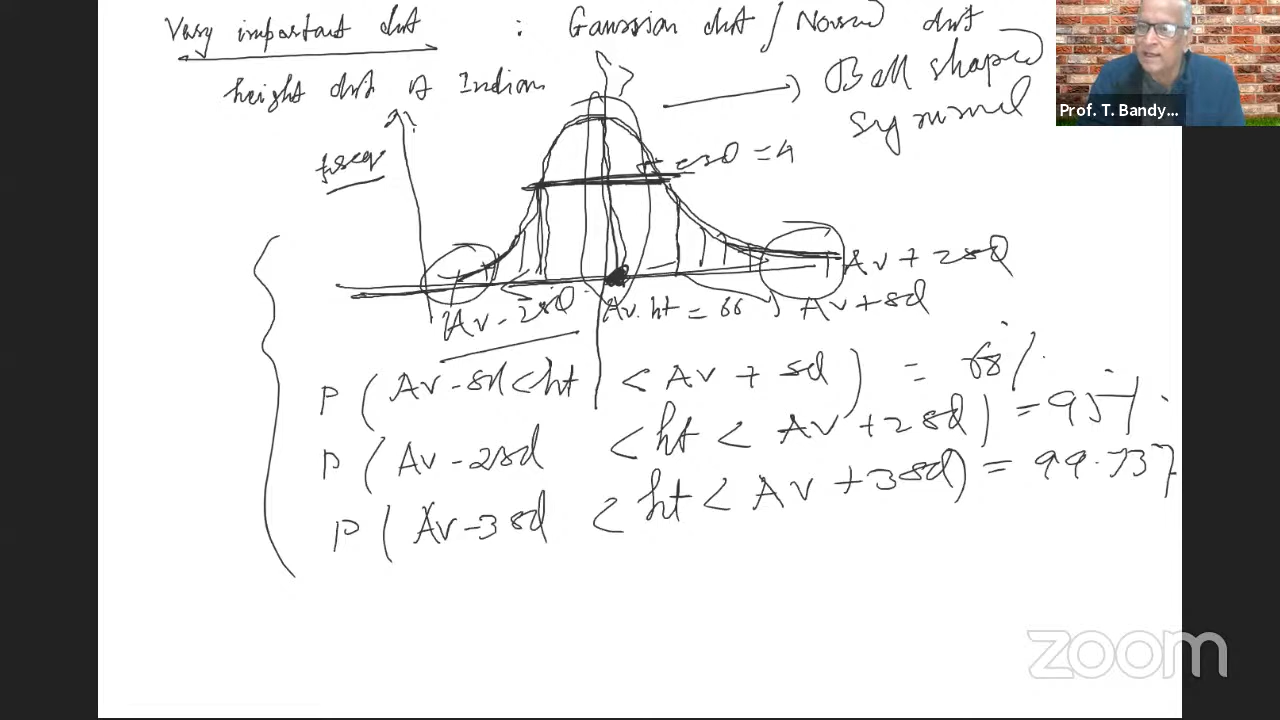 Very important dist : Gaussian dist / Normal dist
height dist of Indian
Bell shaped
symmel
freq
sd = 4
Av - 2sd
Av. ht = 66
Av + 2sd
Av + sd
P ( Av - sd < ht < Av + sd ) = 68%
P ( Av - 2sd < ht < Av + 2sd ) = 95%
P ( Av - 3sd < ht < Av + 3sd ) = 99.73%
Prof. T. Bandy...
zoom